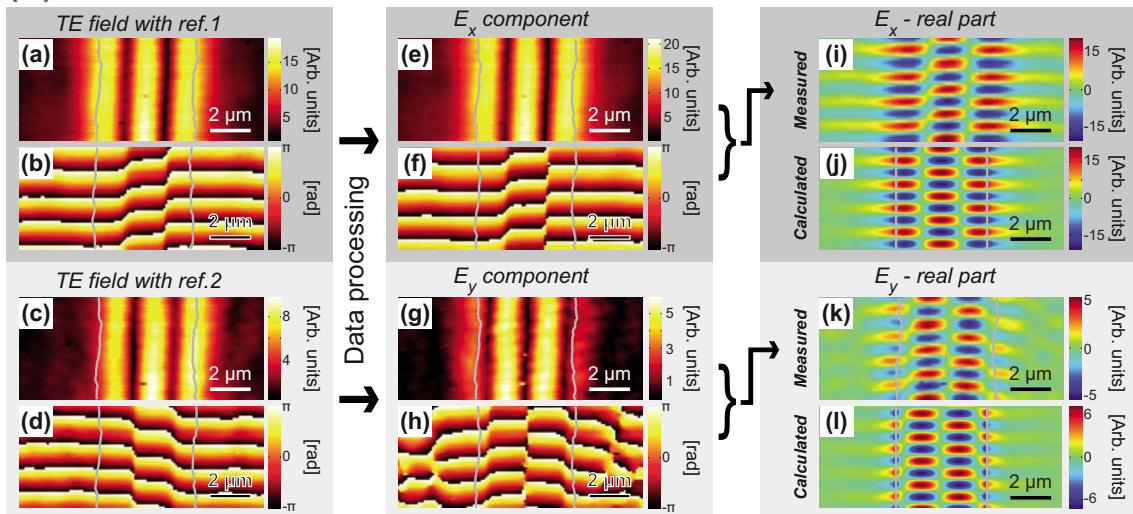 TE field with ref.1
(a)
15
10
5
[Arb. units]
2 μm
(b)
π
0
-π
[rad]
2 μm
TE field with ref.2
(c)
8
4
[Arb. units]
2 μm
(d)
π
0
-π
[rad]
2 μm
Data processing
Ex component
(e)
20
15
10
5
[Arb. units]
2 μm
(f)
π
0
-π
[rad]
2 μm
Ey component
(g)
5
3
1
[Arb. units]
2 μm
(h)
π
0
-π
[rad]
2 μm
Ex - real part
Measured
(i)
15
0
-15
[Arb. units]
2 μm
Calculated
(j)
15
0
-15
[Arb. units]
2 μm
Ey - real part
Measured
(k)
5
0
-5
[Arb. units]
2 μm
Calculated
(l)
6
0
-6
[Arb. units]
2 μm